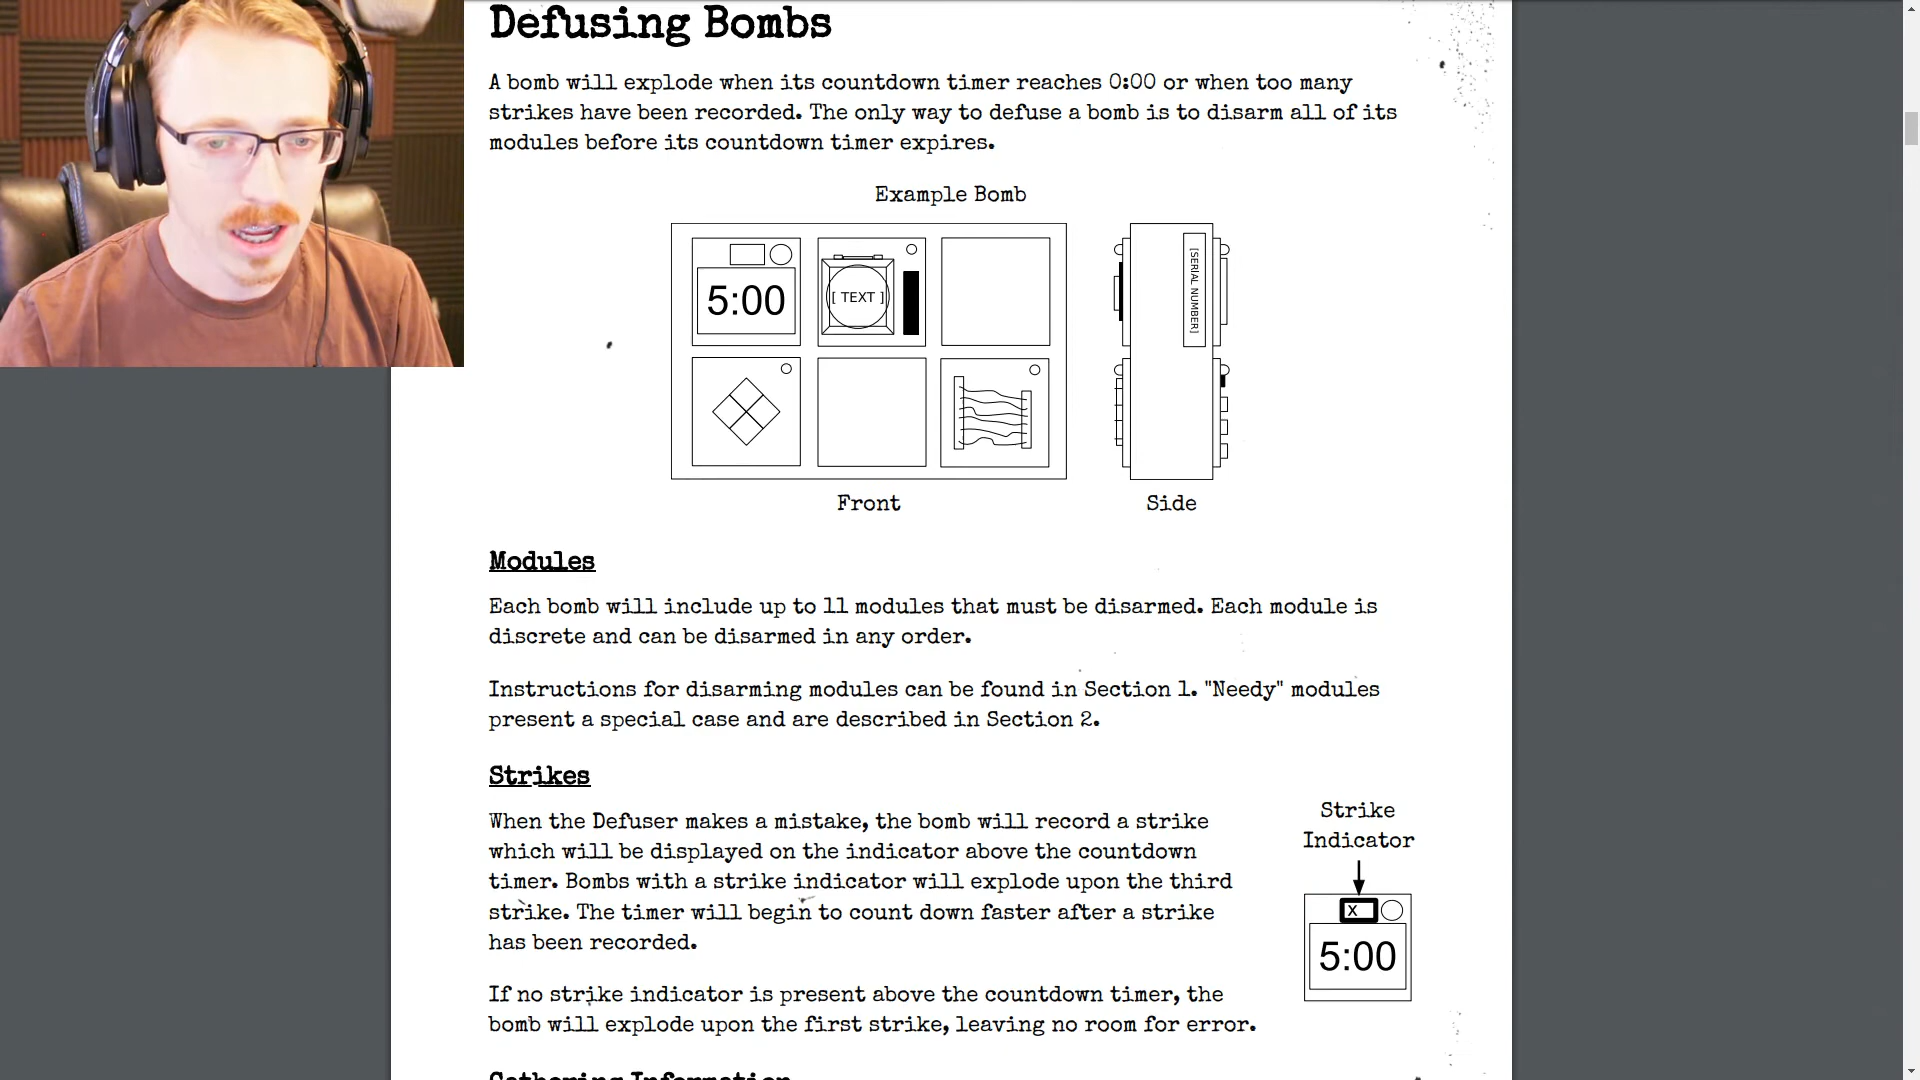 Defusing Bombs
A bomb will explode when its countdown timer reaches 0:00 or when too many
strikes have been recorded. The only way to defuse a bomb is to disarm all of its
modules before its countdown timer expires.
Example Bomb
5:00
[ TEXT ]
[SERIAL NUMBER]
Front
Side
Modules
Each bomb will include up to 11 modules that must be disarmed. Each module is
discrete and can be disarmed in any order.
Instructions for disarming modules can be found in Section 1. "Needy" modules
present a special case and are described in Section 2.
Strikes
When the Defuser makes a mistake, the bomb will record a strike
which will be displayed on the indicator above the countdown
timer. Bombs with a strike indicator will explode upon the third
strike. The timer will begin to count down faster after a strike
has been recorded.
Strike
Indicator
X
5:00
If no strike indicator is present above the countdown timer, the
bomb will explode upon the first strike, leaving no room for error.
Gathering Information